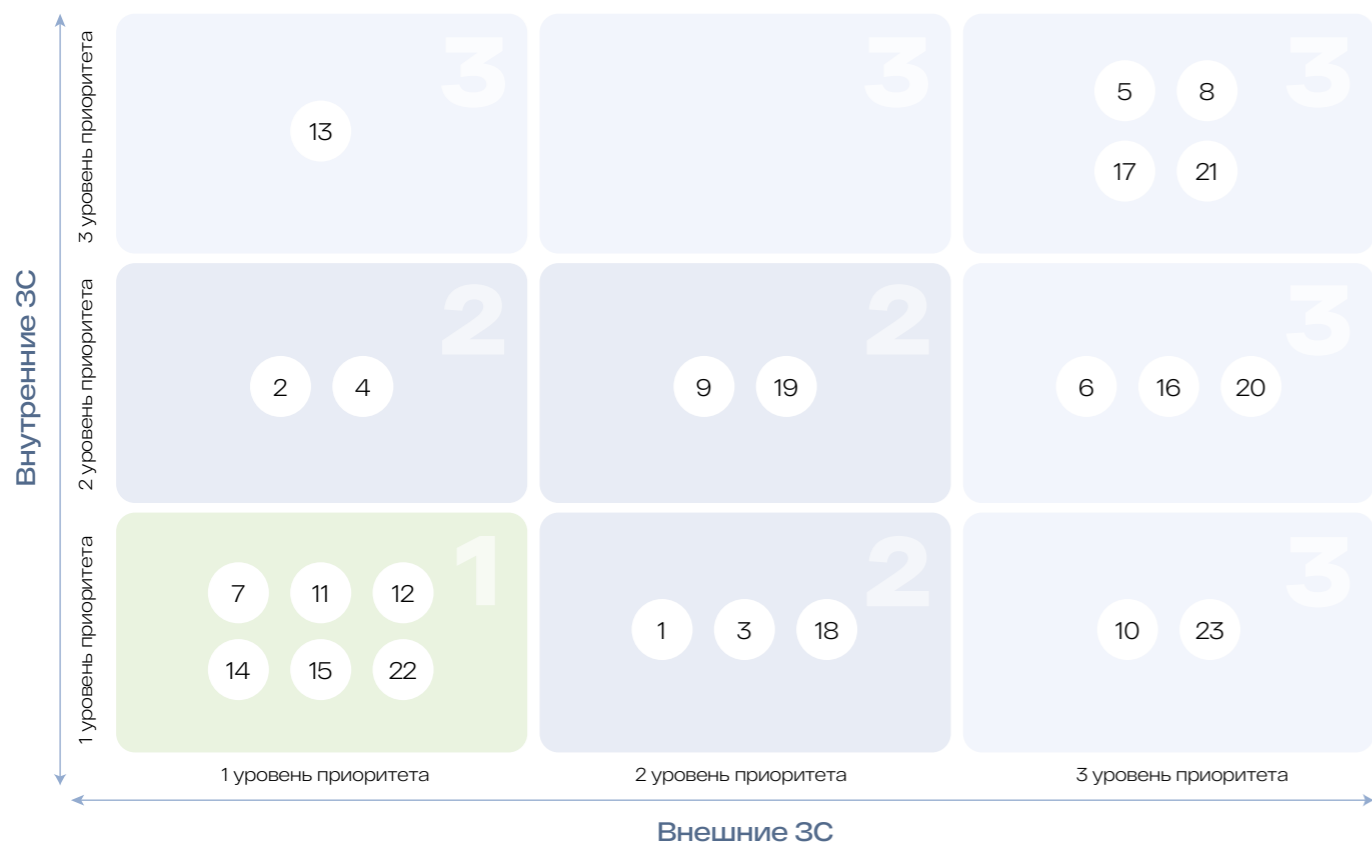 Внутренние ЗС
3 уровень приоритета
3
13
3
3
5 8
17 21
2 уровень приоритета
2
2 4
2
9 19
3
6 16 20
1 уровень приоритета
1
7 11 12
14 15 22
2
1 3 18
3
10 23
1 уровень приоритета
2 уровень приоритета
3 уровень приоритета
Внешние ЗС